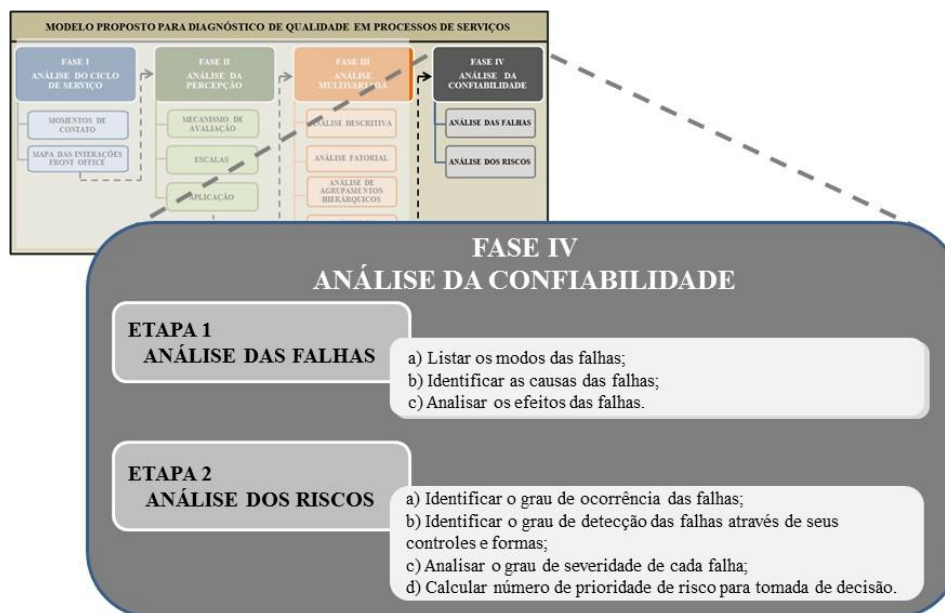 MODELO PROPOSTO PARA DIAGNÓSTICO DE QUALIDADE EM PROCESSOS DE SERVIÇOS
FASE I
ANÁLISE DO CICLO
DE SERVIÇO
MOMENTOS DE
CONTATO
MAPA DAS INTERAÇÕES
FRONT OFFICE
FASE II
ANÁLISE DA
PERCEPÇÃO
MECANISMO DE
AVALIAÇÃO
ESCALAS
APLICAÇÃO
FASE III
ANÁLISE
MULTIVARIADA
ANÁLISE DESCRITIVA
ANÁLISE FATORIAL
ANÁLISE DE
AGRUPAMENTOS
HIERÁRQUICOS
FASE IV
ANÁLISE DA
CONFIABILIDADE
ANÁLISE DAS FALHAS
ANÁLISE DOS RISCOS
FASE IV
ANÁLISE DA CONFIABILIDADE
ETAPA 1
ANÁLISE DAS FALHAS
a) Listar os modos das falhas;
b) Identificar as causas das falhas;
c) Analisar os efeitos das falhas.
ETAPA 2
ANÁLISE DOS RISCOS
a) Identificar o grau de ocorrência das falhas;
b) Identificar o grau de detecção das falhas através de seus
controles e formas;
c) Analisar o grau de severidade de cada falha;
d) Calcular número de prioridade de risco para tomada de decisão.